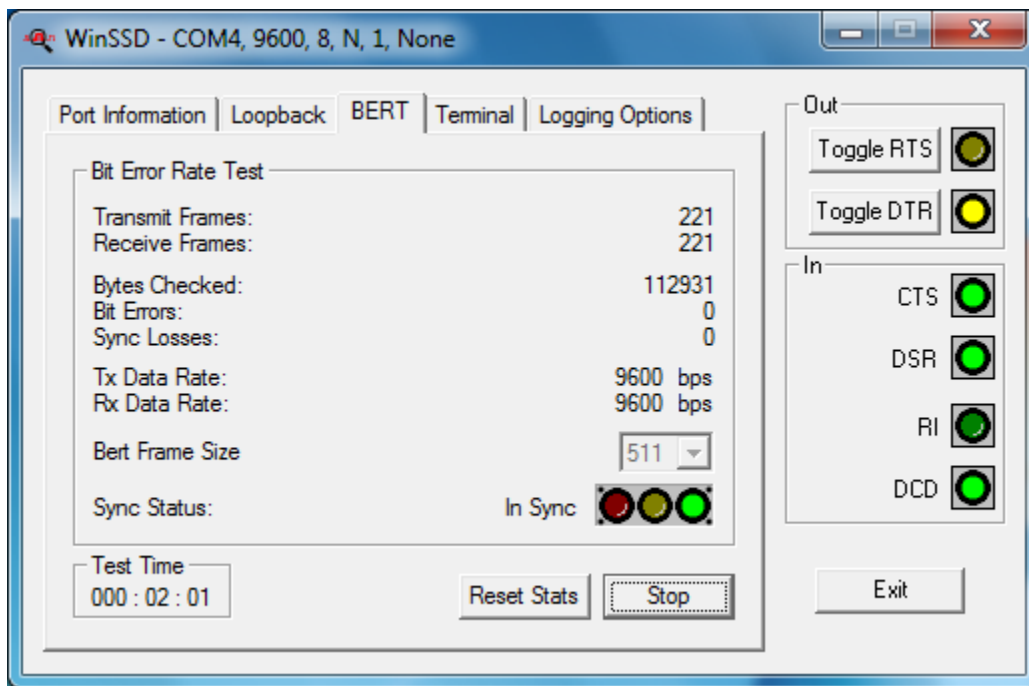 WinSSD - COM4, 9600, 8, N, 1, None
Port Information Loopback BERT Terminal Logging Options
Bit Error Rate Test
Transmit Frames: 221
Receive Frames: 221
Bytes Checked: 112931
Bit Errors: 0
Sync Losses: 0
Tx Data Rate: 9600 bps
Rx Data Rate: 9600 bps
Bert Frame Size 511
Sync Status: In Sync
Test Time
000 : 02 : 01
Reset Stats Stop
Out
Toggle RTS
Toggle DTR
In
CTS
DSR
RI
DCD
Exit